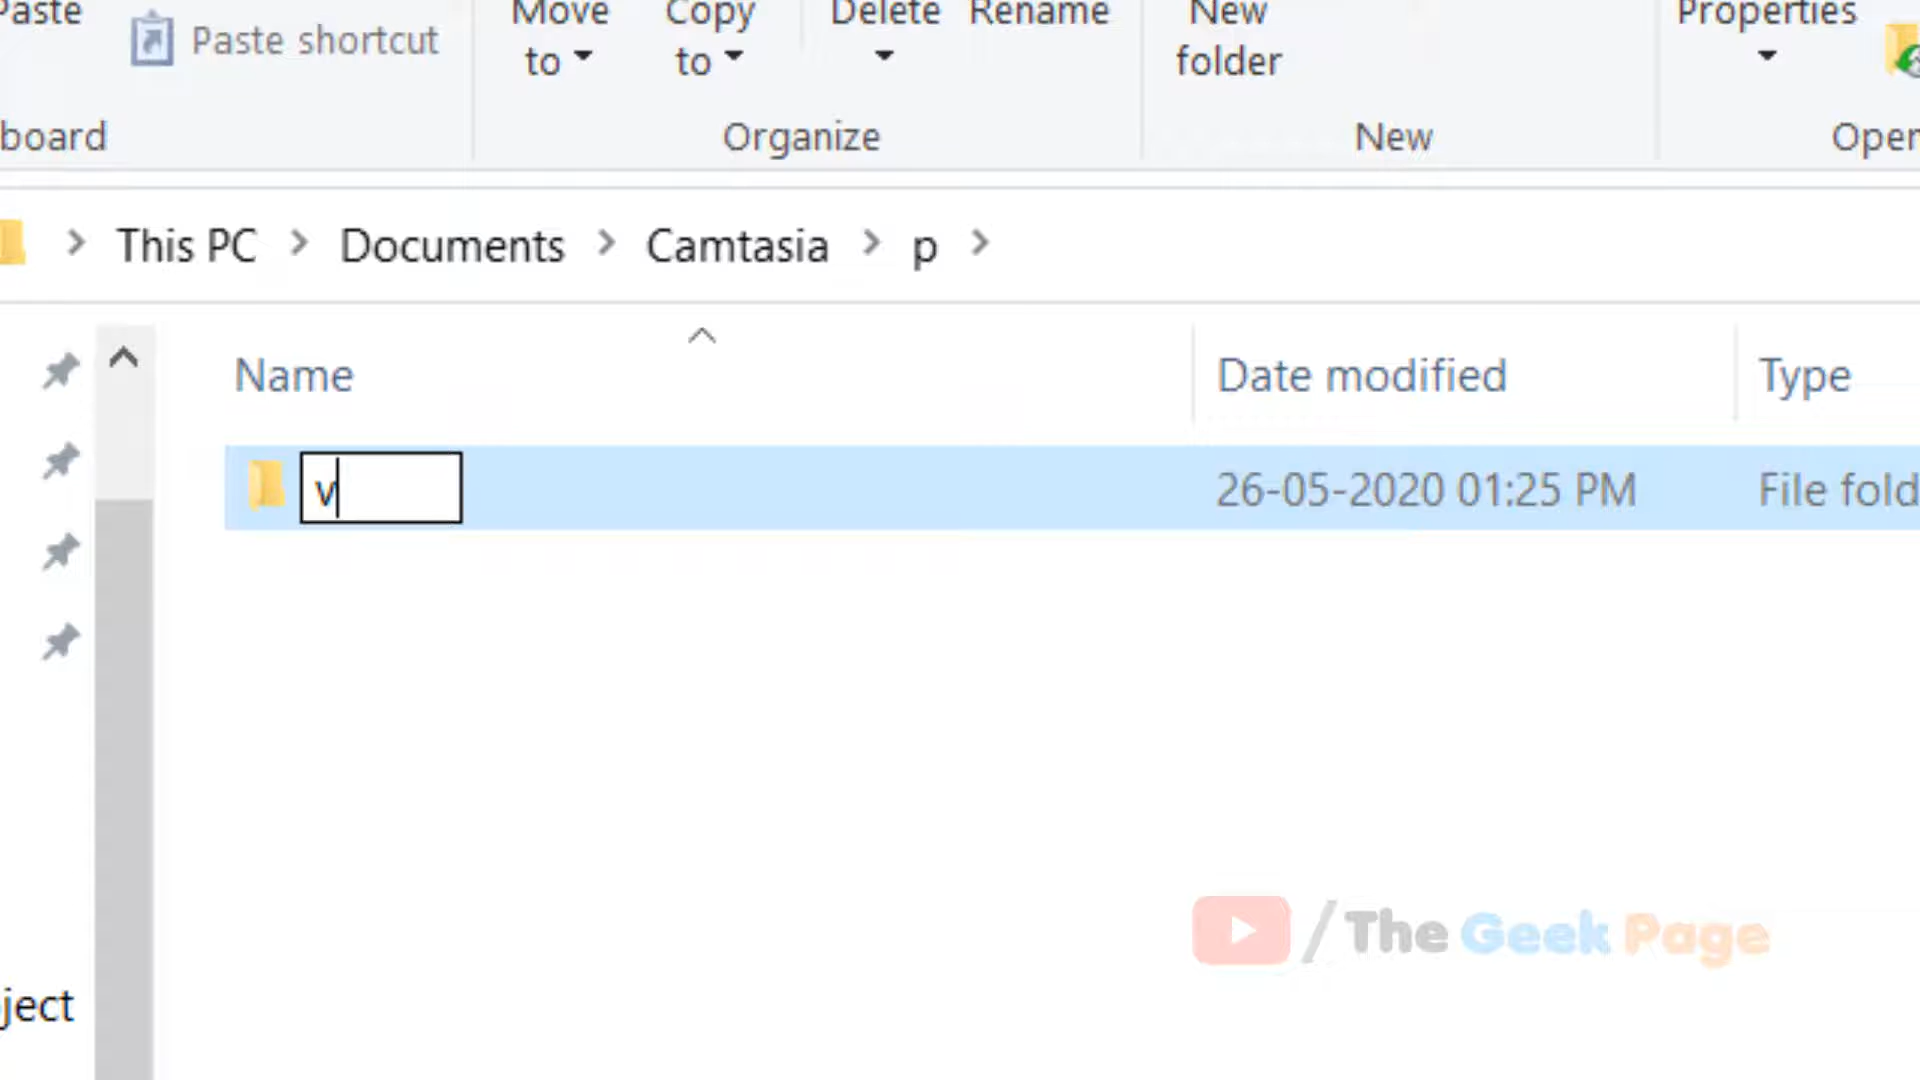 Paste
Paste shortcut
Move to
Copy to
Delete
Rename
New folder
Properties
board
Organize
New
Open
This PC > Documents > Camtasia > p >
Name
Date modified
Type
v
26-05-2020 01:25 PM
File fold
/ The Geek Page
ject